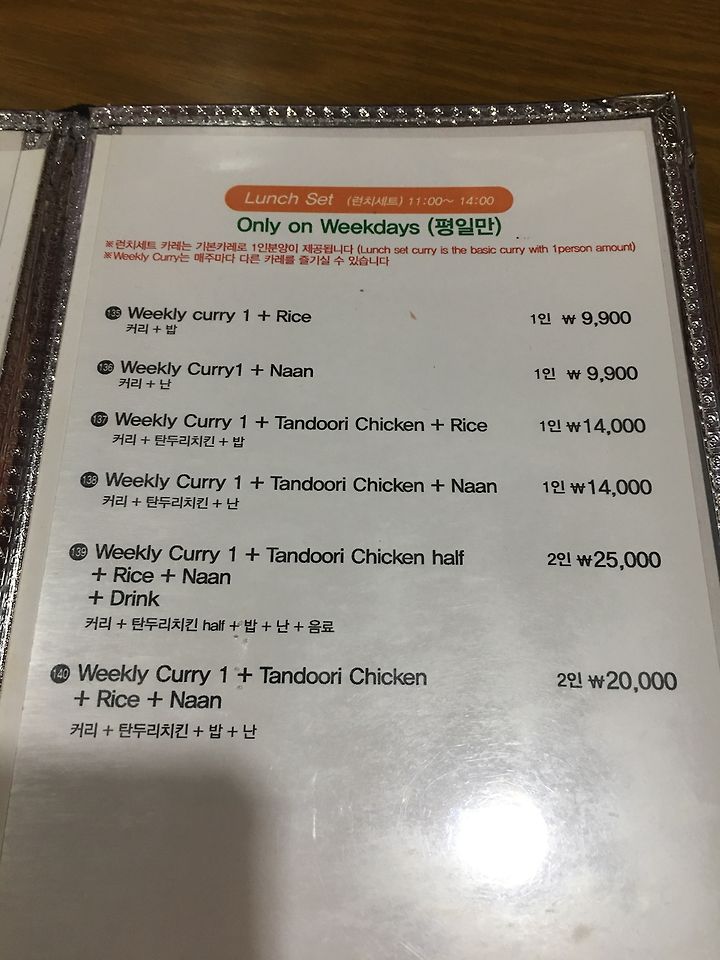 Lunch Set (런치세트) 11:00~ 14:00
Only on Weekdays (평일만)
※런치세트 카레는 기본카레로 1인분양이 제공됩니다 (Lunch set curry is the basic curry with 1person amount)
※Weekly Curry는 매주마다 다른 카레를 즐기실 수 있습니다
135 Weekly curry 1 + Rice 1인 ₩ 9,900
커리 + 밥
136 Weekly Curry1 + Naan 1인 ₩ 9,900
커리 + 난
137 Weekly Curry 1 + Tandoori Chicken + Rice 1인 ₩14,000
커리 + 탄두리치킨 + 밥
138 Weekly Curry 1 + Tandoori Chicken + Naan 1인 ₩14,000
커리 + 탄두리치킨 + 난
139 Weekly Curry 1 + Tandoori Chicken half 2인 ₩25,000
+ Rice + Naan
+ Drink
커리 + 탄두리치킨 half + 밥 + 난 + 음료
140 Weekly Curry 1 + Tandoori Chicken 2인 ₩20,000
+ Rice + Naan
커리 + 탄두리치킨 + 밥 + 난